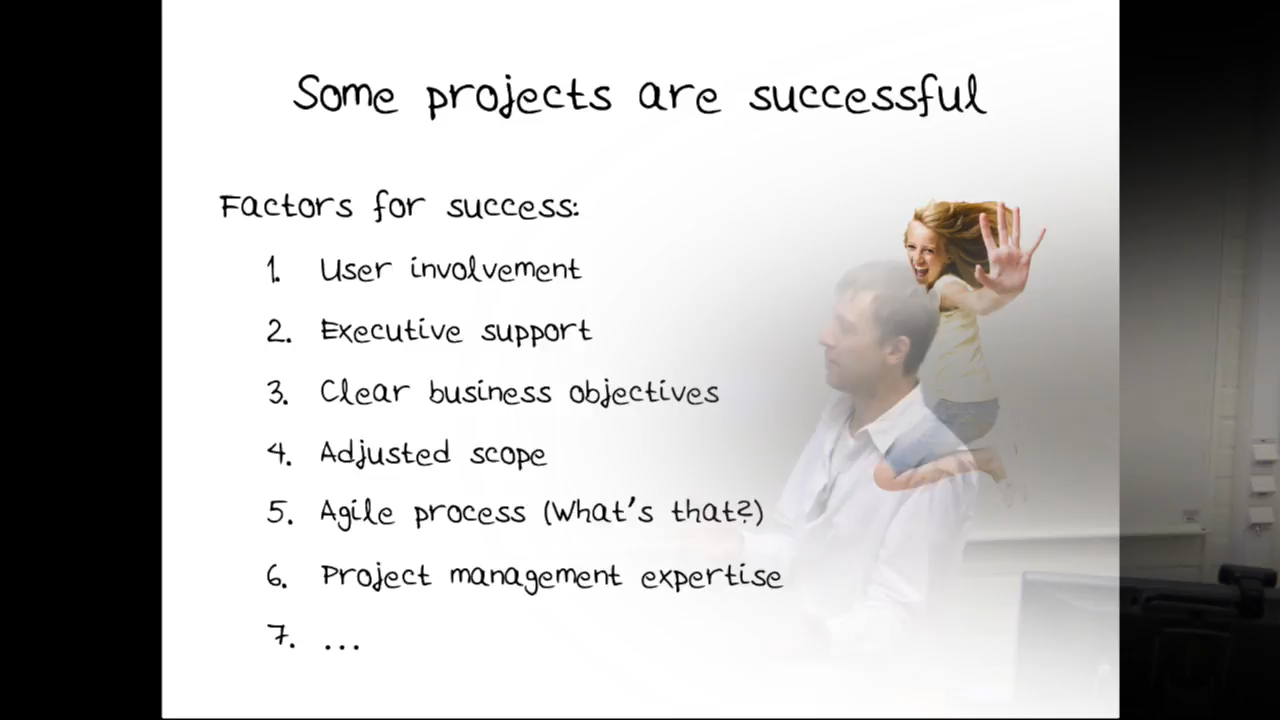 Some projects are successful
Factors for success:
1. User involvement
2. Executive support
3. Clear business objectives
4. Adjusted scope
5. Agile process (What's that?)
6. Project management expertise
7. ...